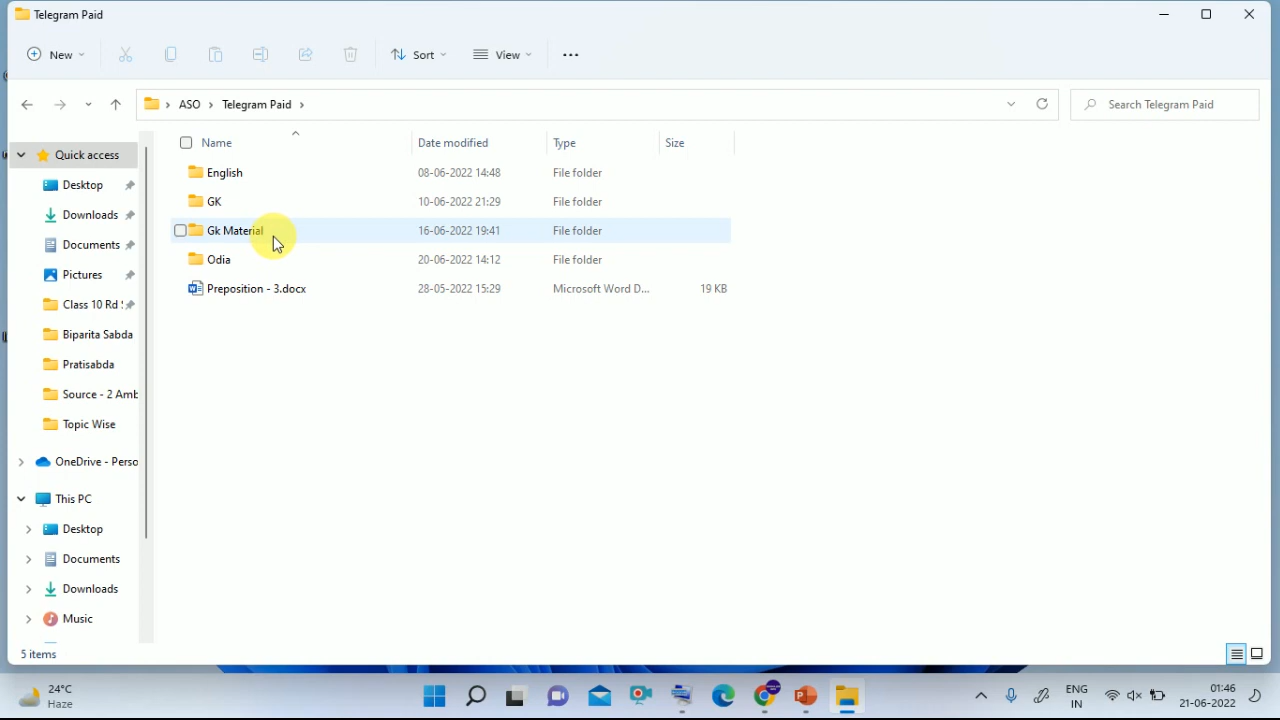 Telegram Paid
New
Sort
View
ASO > Telegram Paid >
Search Telegram Paid
Name Date modified Type Size
Quick access
Desktop
Downloads
Documents
Pictures
Class 10 Rd
Biparita Sabda
Pratisabda
Source - 2 Amb
Topic Wise
OneDrive - Perso
This PC
Desktop
Documents
Downloads
Music
English 08-06-2022 14:48 File folder
GK 10-06-2022 21:29 File folder
Gk Material 16-06-2022 19:41 File folder
Odia 20-06-2022 14:12 File folder
Preposition - 3.docx 28-05-2022 15:29 Microsoft Word D... 19 KB
5 items
24°C
Haze
ENG
IN
01:46
21-06-2022